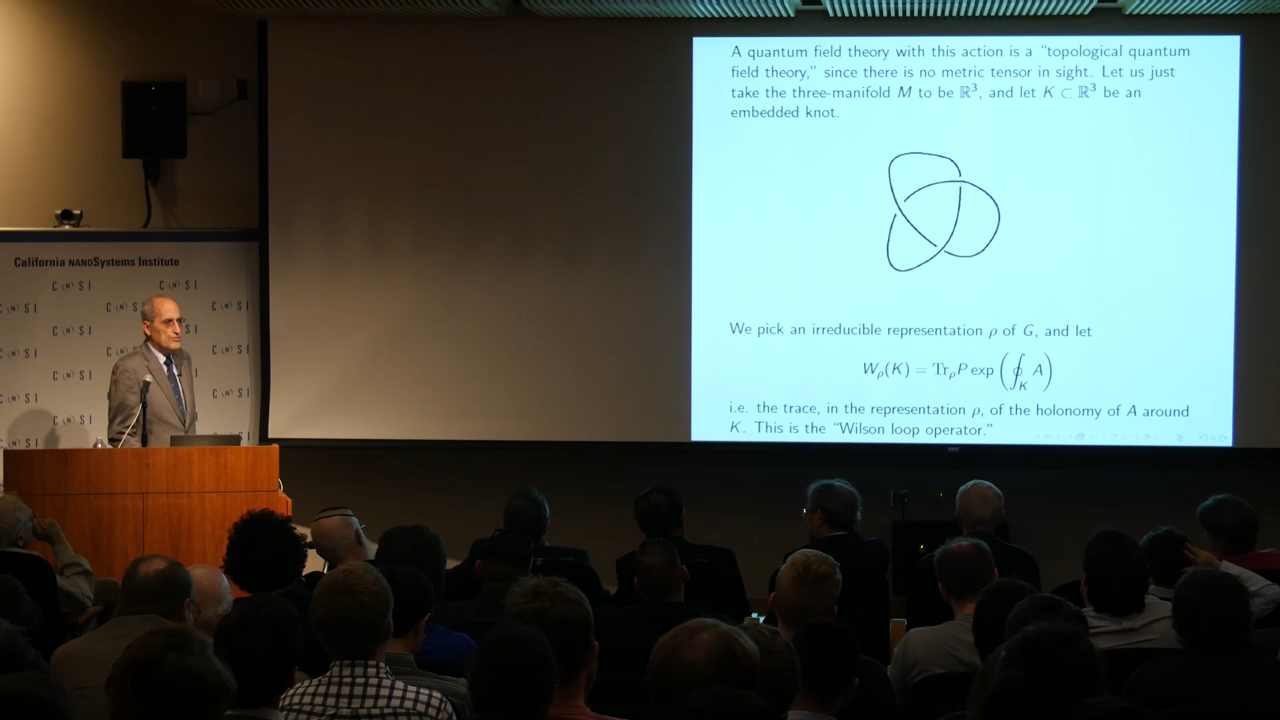 A quantum field theory with this action is a “topological quantum
field theory,” since there is no metric tensor in sight. Let us just
take the three-manifold M to be ℝ³, and let K ⊂ ℝ³ be an
embedded knot.
We pick an irreducible representation ρ of G, and let
W_ρ(K) = Tr_ρ P exp (∮_K A)
i.e. the trace, in the representation ρ, of the holonomy of A around
K. This is the “Wilson loop operator.”
California NANOSystems Institute
C (N) S I
C (N) S I
C (N) S I
C (N) S
C (N) S I
C (N) S I
S I
C (N) S I
C (N) S I
C (N) S I
C (N) S I
C (N) S I
C (N) S I
C (N) S I
C (N) S I